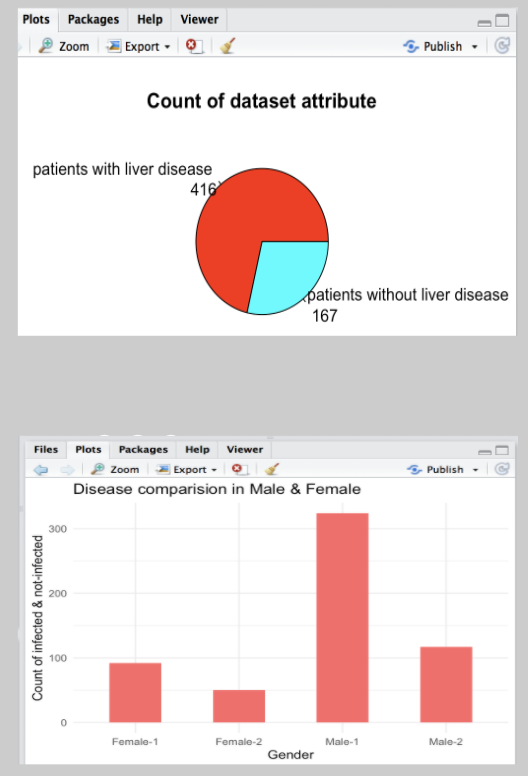 Plots Packages Help Viewer
Zoom Export Publish
Count of dataset attribute
patients with liver disease
416
patients without liver disease
167
Files Plots Packages Help Viewer
Zoom Export Publish
Disease comparision in Male & Female
Count of infected & not-infected
300
200
100
0
Female-1 Female-2 Male-1 Male-2
Gender